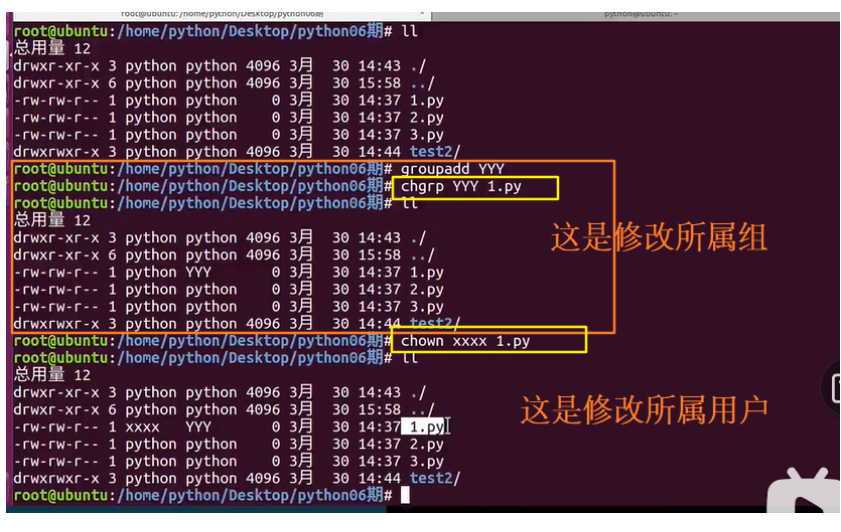 root@ubuntu: /home/python/Desktop/python06期
python@ubuntu: ~
root@ubuntu:/home/python/Desktop/python06期# ll
总用量 12
drwxr-xr-x 3 python python 4096 3月  30 14:43 ./
drwxr-xr-x 6 python python 4096 3月  30 15:58 ../
-rw-rw-r-- 1 python python    0 3月  30 14:37 1.py
-rw-rw-r-- 1 python python    0 3月  30 14:37 2.py
-rw-rw-r-- 1 python python    0 3月  30 14:37 3.py
drwxrwxr-x 3 python python 4096 3月  30 14:44 test2/
root@ubuntu:/home/python/Desktop/python06期# groupadd YYY
root@ubuntu:/home/python/Desktop/python06期# chgrp YYY 1.py
root@ubuntu:/home/python/Desktop/python06期# ll
总用量 12
drwxr-xr-x 3 python python 4096 3月  30 14:43 ./
drwxr-xr-x 6 python python 4096 3月  30 15:58 ../
-rw-rw-r-- 1 python YYY       0 3月  30 14:37 1.py
-rw-rw-r-- 1 python python    0 3月  30 14:37 2.py
-rw-rw-r-- 1 python python    0 3月  30 14:37 3.py
drwxrwxr-x 3 python python 4096 3月  30 14:44 test2/
这是修改所属组
root@ubuntu:/home/python/Desktop/python06期# chown xxxx 1.py
root@ubuntu:/home/python/Desktop/python06期# ll
总用量 12
drwxr-xr-x 3 python python 4096 3月  30 14:43 ./
drwxr-xr-x 6 python python 4096 3月  30 15:58 ../
-rw-rw-r-- 1 xxxx   YYY       0 3月  30 14:37 1.py
-rw-rw-r-- 1 python python    0 3月  30 14:37 2.py
-rw-rw-r-- 1 python python    0 3月  30 14:37 3.py
drwxrwxr-x 3 python python 4096 3月  30 14:44 test2/
这是修改所属用户
root@ubuntu:/home/python/Desktop/python06期#